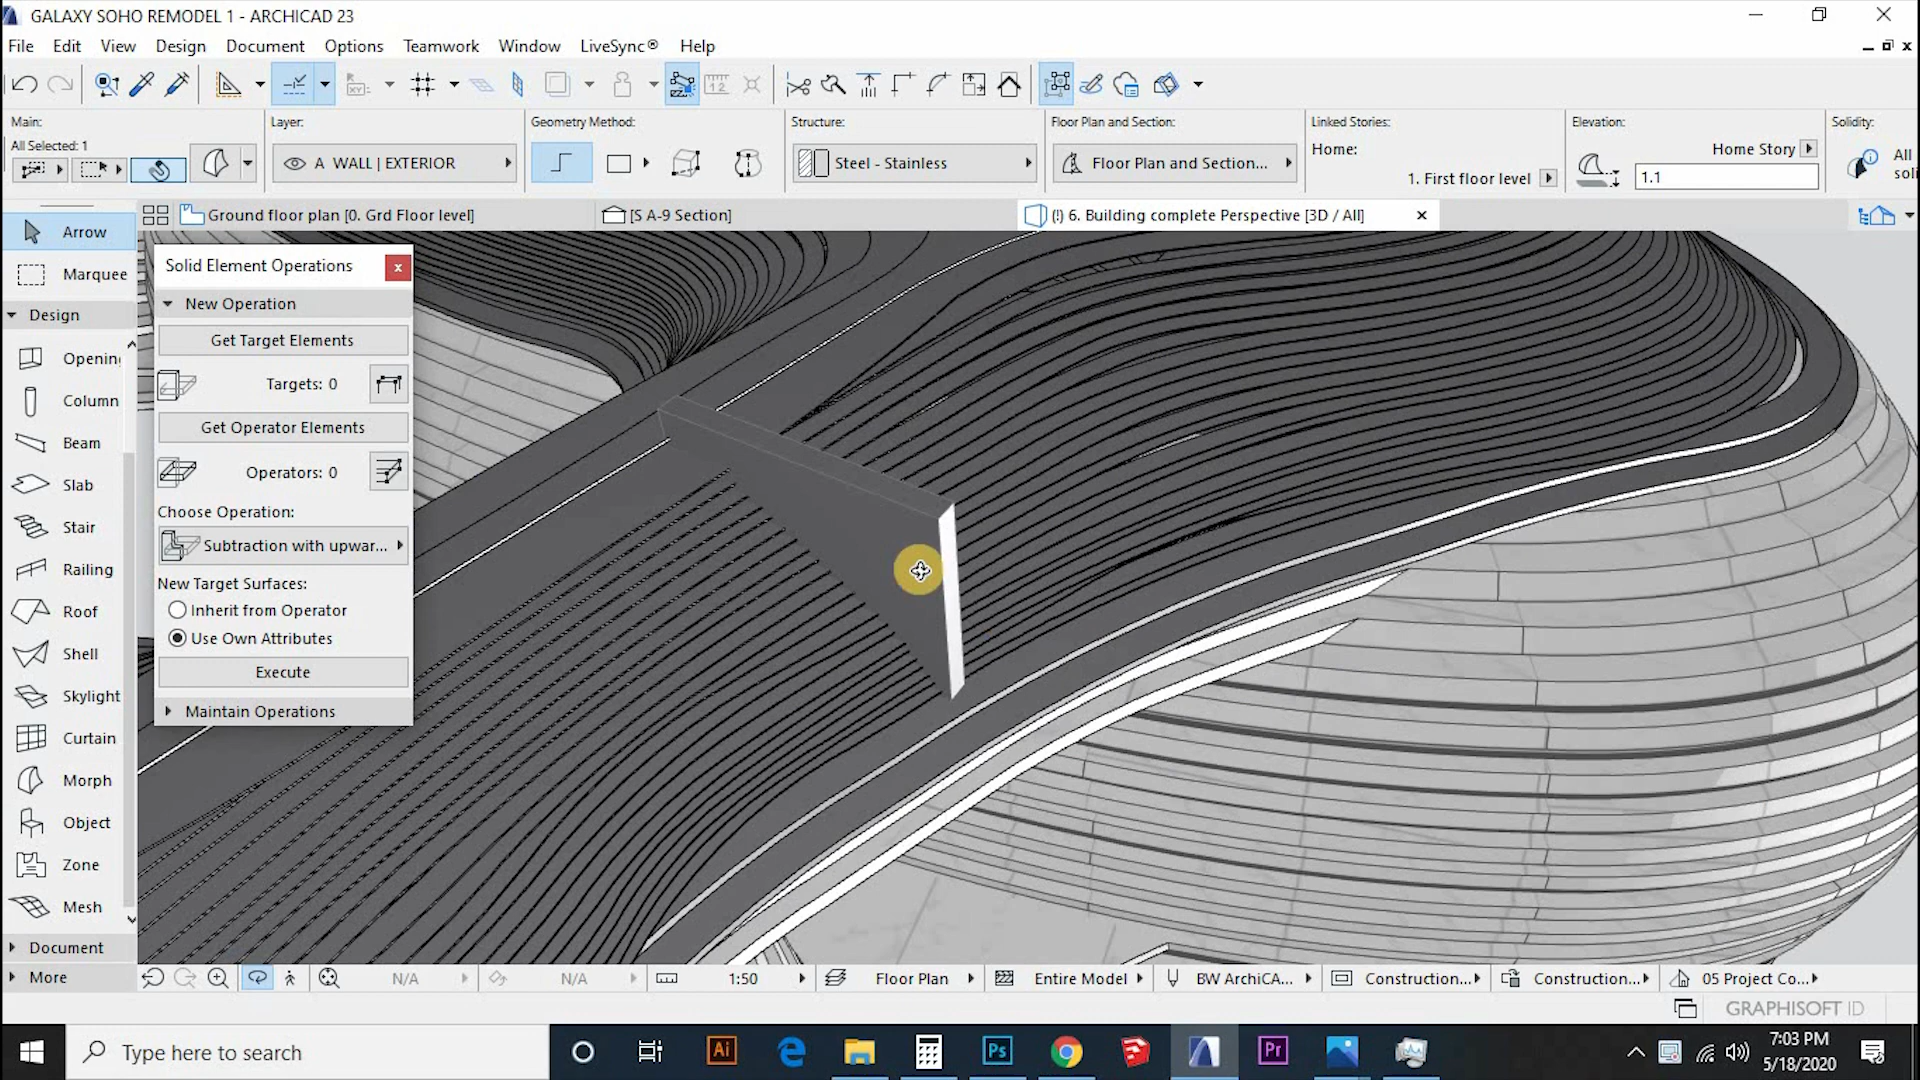 GALAXY SOHO REMODEL 1 - ARCHICAD 23
File Edit View Design Document Options Teamwork Window LiveSync® Help
Main: Layer: Geometry Method: Structure: Floor Plan and Section: Linked Stories: Elevation: Solidity:
All Selected: 1
A WALL | EXTERIOR
Steel - Stainless
Floor Plan and Section...
Home:
1. First floor level
Home Story
1.1
All
soli
Ground floor plan [0. Grd Floor level]
[S A-9 Section]
(!) 6. Building complete Perspective [3D / All]
Arrow
Marquee
Design
Opening
Column
Beam
Slab
Stair
Railing
Roof
Shell
Skylight
Curtain
Morph
Object
Zone
Mesh
Document
More
Solid Element Operations
New Operation
Get Target Elements
Targets: 0
Get Operator Elements
Operators: 0
Choose Operation:
Subtraction with upwar...
New Target Surfaces:
Inherit from Operator
Use Own Attributes
Execute
Maintain Operations
N/A N/A 1:50 Floor Plan Entire Model BW ArchiCA... Construction... Construction... 05 Project Co...
GRAPHISOFT ID
Type here to search
Ai
Ps
Pr
7:03 PM
5/18/2020